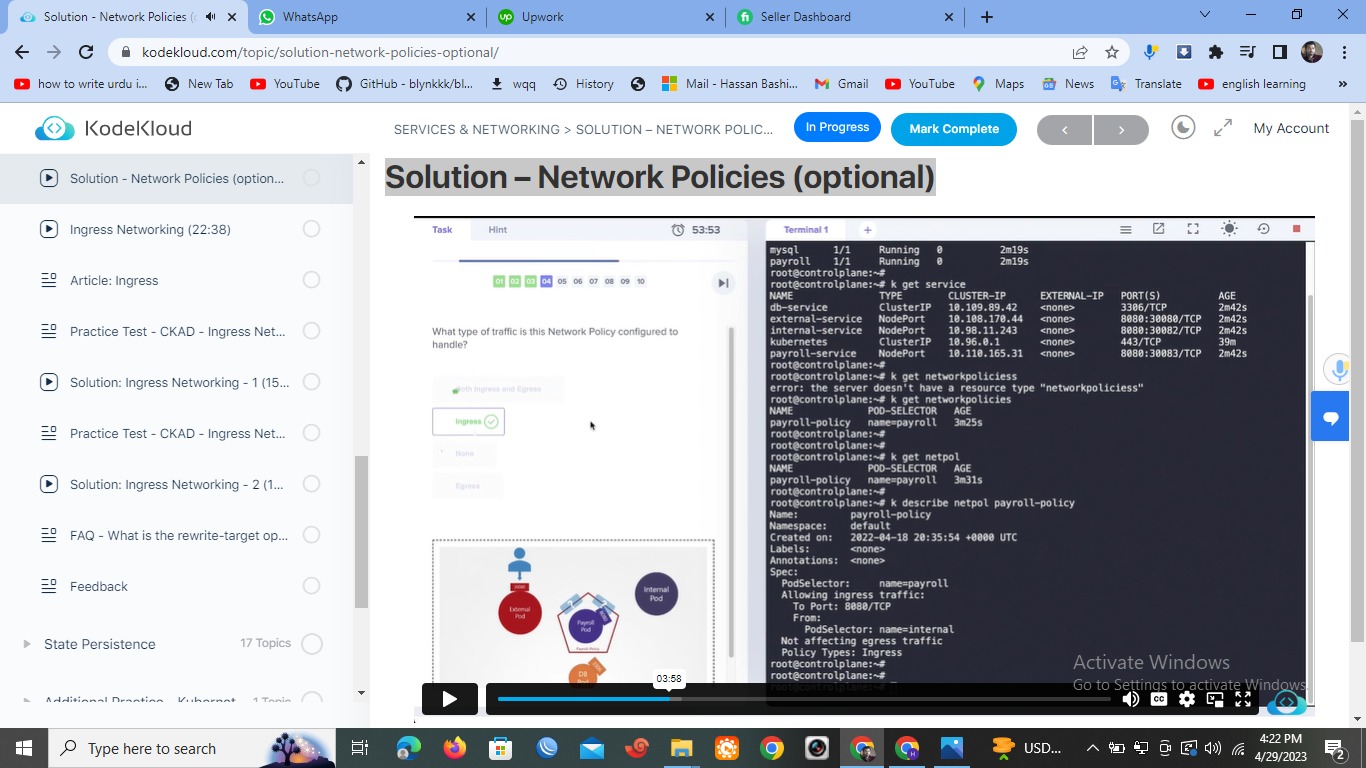 Solution - Network Policies (
WhatsApp
Upwork
Seller Dashboard
kodekloud.com/topic/solution-network-policies-optional/
how to write urdu i...
New Tab
YouTube
GitHub - blynkkk/bl...
wqq
History
Mail - Hassan Bashi...
Gmail
YouTube
Maps
News
Translate
english learning
»
KodeKloud
SERVICES & NETWORKING > SOLUTION – NETWORK POLIC...
In Progress
Mark Complete
My Account
Solution - Network Policies (option...
Ingress Networking (22:38)
Article: Ingress
Practice Test - CKAD - Ingress Net...
Solution: Ingress Networking - 1 (15...
Practice Test - CKAD - Ingress Net...
Solution: Ingress Networking - 2 (1...
FAQ - What is the rewrite-target op...
Feedback
State Persistence
17 Topics
Additional Practice - Kubernet
1 Topic
Solution – Network Policies (optional)
Task
Hint
53:53
01 02 03 04 05 06 07 08 09 10
What type of traffic is this Network Policy configured to
handle?
Both Ingress and Egress
Ingress
None
Egress
External
Pod
Payroll
Pod
Internal
Pod
DB
Terminal 1
mysql 1/1 Running 0 2m19s
payroll 1/1 Running 0 2m19s
root@controlplane:~#
root@controlplane:~# k get service
NAME TYPE CLUSTER-IP EXTERNAL-IP PORT(S) AGE
db-service ClusterIP 10.109.89.42 <none> 3306/TCP 2m42s
external-service NodePort 10.108.170.44 <none> 8080:30080/TCP 2m42s
internal-service NodePort 10.98.11.243 <none> 8080:30082/TCP 2m42s
kubernetes ClusterIP 10.96.0.1 <none> 443/TCP 39m
payroll-service NodePort 10.110.165.31 <none> 8080:30083/TCP 2m42s
root@controlplane:~#
root@controlplane:~# k get networkpoliciess
error: the server doesn't have a resource type "networkpoliciess"
root@controlplane:~# k get networkpolicies
NAME POD-SELECTOR AGE
payroll-policy name=payroll 3m25s
root@controlplane:~#
root@controlplane:~#
root@controlplane:~# k get netpol
NAME POD-SELECTOR AGE
payroll-policy name=payroll 3m31s
root@controlplane:~#
root@controlplane:~# k describe netpol payroll-policy
Name: payroll-policy
Namespace: default
Created on: 2022-04-18 20:35:54 +0000 UTC
Labels: <none>
Annotations: <none>
Spec:
PodSelector: name=payroll
Allowing ingress traffic:
To Port: 8080/TCP
From:
PodSelector: name=internal
Not affecting egress traffic
Policy Types: Ingress
root@controlplane:~#
root@controlplane:~#
root@controlplane:~#
03:58
CC
Activate Windows
Go to Settings to activate Windows.
Type here to search
USD...
4:22 PM
4/29/2023
2